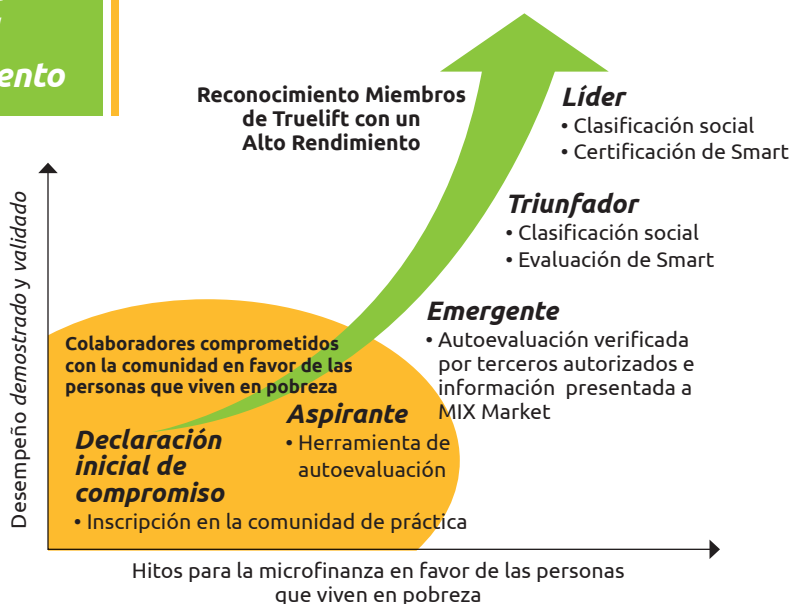 Reconocimiento Miembros
de Truelift con un
Alto Rendimiento
Líder
• Clasificación social
• Certificación de Smart
Triunfador
• Clasificación social
• Evaluación de Smart
Emergente
• Autoevaluación verificada
por terceros autorizados e
información presentada a
MIX Market
Colaboradores comprometidos
con la comunidad en favor de las
personas que viven en pobreza
Aspirante
• Herramienta de
autoevaluación
Declaración
inicial de
compromiso
• Inscripción en la comunidad de práctica
Desempeño demostrado y validado
Hitos para la microfinanza en favor de las personas
que viven en pobreza